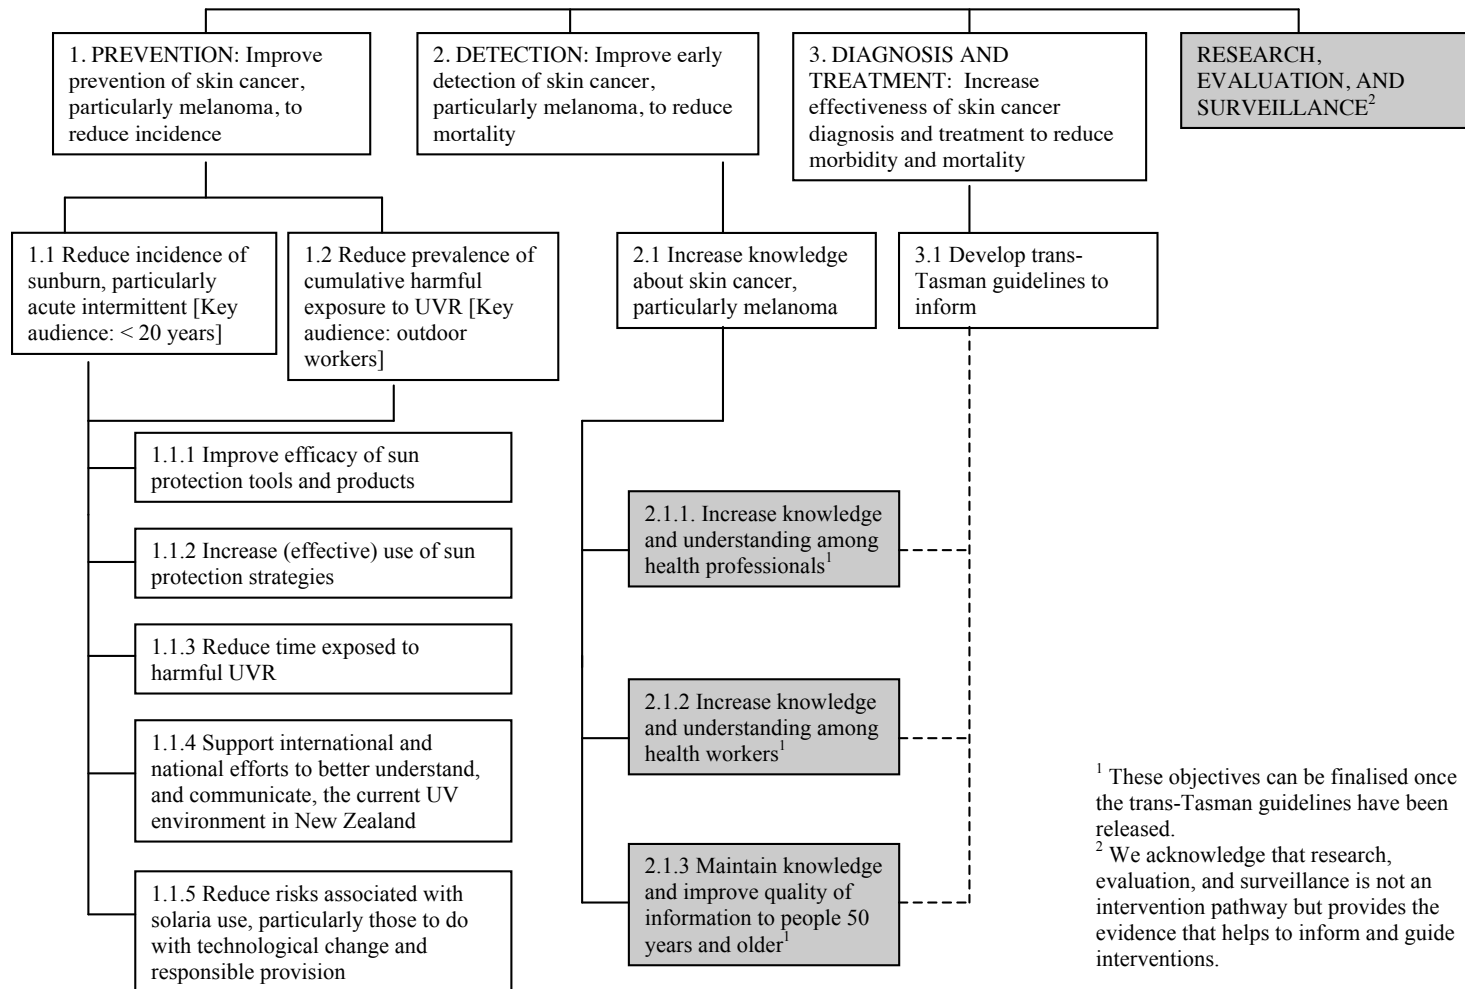 1. PREVENTION: Improve
prevention of skin cancer,
particularly melanoma, to
reduce incidence
2. DETECTION: Improve early
detection of skin cancer,
particularly melanoma, to reduce
mortality
3. DIAGNOSIS AND
TREATMENT:  Increase
effectiveness of skin cancer
diagnosis and treatment to reduce
morbidity and mortality
RESEARCH,
EVALUATION, AND
SURVEILLANCE²
1.1 Reduce incidence of
sunburn, particularly
acute intermittent [Key
audience: < 20 years]
1.2 Reduce prevalence of
cumulative harmful
exposure to UVR [Key
audience: outdoor
workers]
2.1 Increase knowledge
about skin cancer,
particularly melanoma
3.1 Develop trans-
Tasman guidelines to
inform
1.1.1 Improve efficacy of sun
protection tools and products
1.1.2 Increase (effective) use of sun
protection strategies
1.1.3 Reduce time exposed to
harmful UVR
1.1.4 Support international and
national efforts to better understand,
and communicate, the current UV
environment in New Zealand
1.1.5 Reduce risks associated with
solaria use, particularly those to do
with technological change and
responsible provision
2.1.1. Increase knowledge
and understanding among
health professionals¹
2.1.2 Increase knowledge
and understanding among
health workers¹
2.1.3 Maintain knowledge
and improve quality of
information to people 50
years and older¹
¹ These objectives can be finalised once
the trans-Tasman guidelines have been
released.
² We acknowledge that research,
evaluation, and surveillance is not an
intervention pathway but provides the
evidence that helps to inform and guide
interventions.